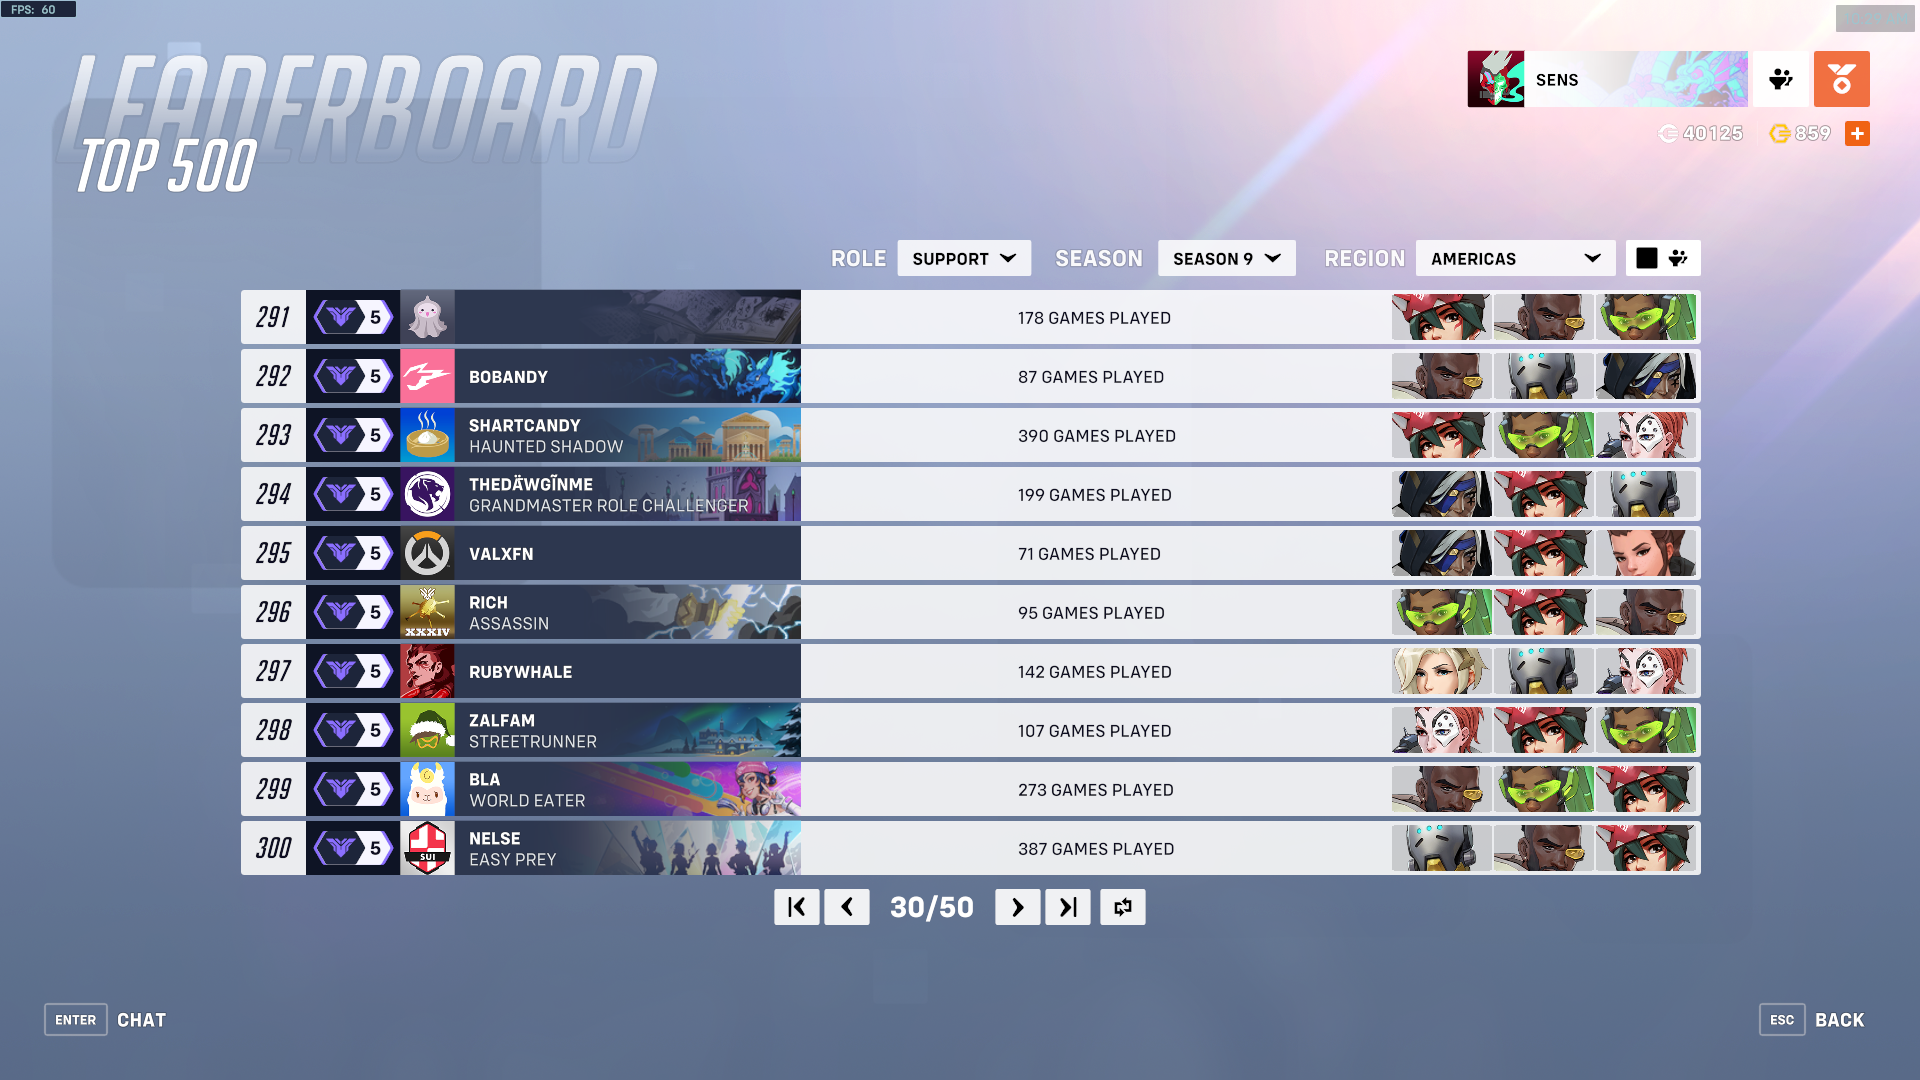 FPS: 60
LEADERBOARD
TOP 500
SENS
40125
859
ROLE SUPPORT SEASON SEASON 9 REGION AMERICAS
291 5 178 GAMES PLAYED
292 5 BOBANDY 87 GAMES PLAYED
293 5 SHARTCANDY 390 GAMES PLAYED
HAUNTED SHADOW
294 5 THEDÄWGĨNME 199 GAMES PLAYED
GRANDMASTER ROLE CHALLENGER
295 5 VALXFN 71 GAMES PLAYED
296 5 XXXIV RICH 95 GAMES PLAYED
ASSASSIN
297 5 RUBYWHALE 142 GAMES PLAYED
298 5 ZALFAM 107 GAMES PLAYED
STREETRUNNER
299 5 BLA 273 GAMES PLAYED
WORLD EATER
300 5 SUI NELSE 387 GAMES PLAYED
EASY PREY
30/50
ENTER CHAT
ESC BACK